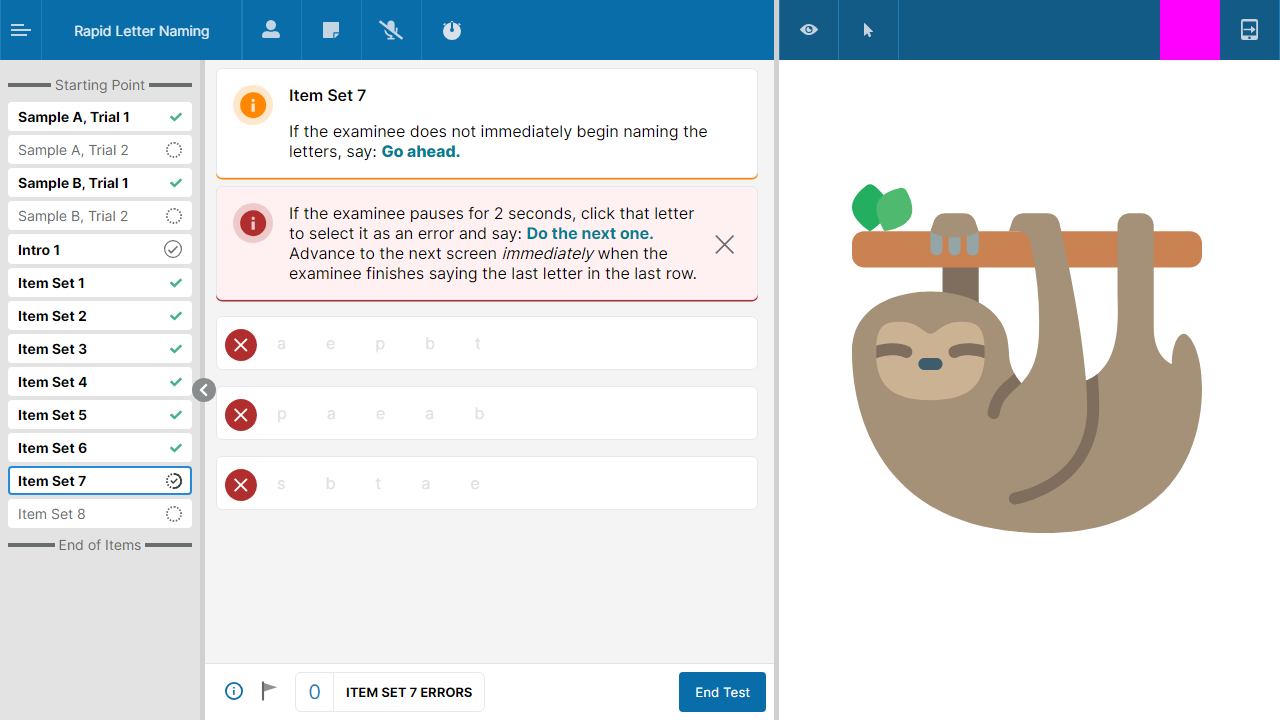 Rapid Letter Naming
Starting Point
Sample A, Trial 1
Sample A, Trial 2
Sample B, Trial 1
Sample B, Trial 2
Intro 1
Item Set 1
Item Set 2
Item Set 3
Item Set 4
Item Set 5
Item Set 6
Item Set 7
Item Set 8
End of Items
Item Set 7
If the examinee does not immediately begin naming the
letters, say: Go ahead.
If the examinee pauses for 2 seconds, click that letter
to select it as an error and say: Do the next one.
Advance to the next screen immediately when the
examinee finishes saying the last letter in the last row.
a e p b t
p a e a b
s b t a e
0 ITEM SET 7 ERRORS
End Test